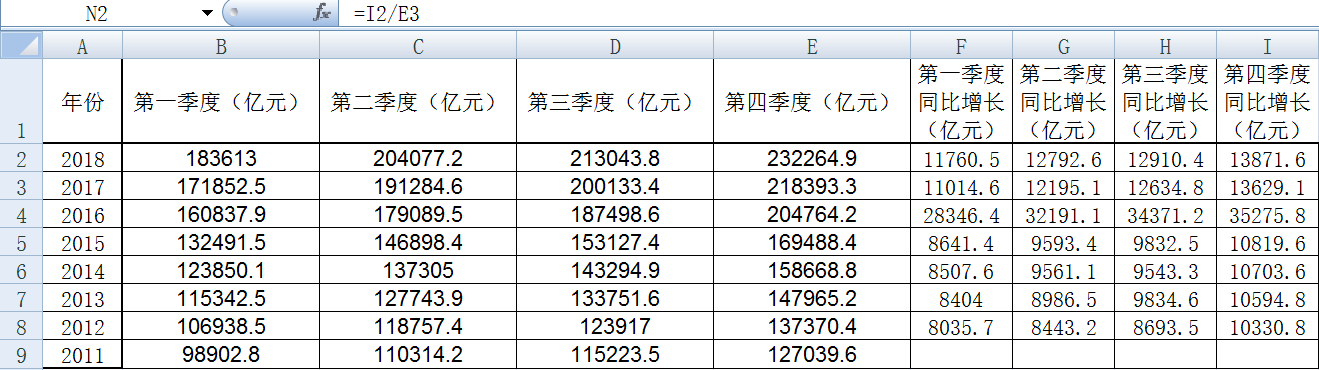 N2 fx =I2/E3
A B C D E F G H I
第一季度 第二季度 第三季度 第四季度
年份 第一季度（亿元） 第二季度（亿元） 第三季度（亿元） 第四季度（亿元） 同比增长 同比增长 同比增长 同比增长
1 （亿元） （亿元） （亿元） （亿元）
2 2018 183613 204077.2 213043.8 232264.9 11760.5 12792.6 12910.4 13871.6
3 2017 171852.5 191284.6 200133.4 218393.3 11014.6 12195.1 12634.8 13629.1
4 2016 160837.9 179089.5 187498.6 204764.2 28346.4 32191.1 34371.2 35275.8
5 2015 132491.5 146898.4 153127.4 169488.4 8641.4 9593.4 9832.5 10819.6
6 2014 123850.1 137305 143294.9 158668.8 8507.6 9561.1 9543.3 10703.6
7 2013 115342.5 127743.9 133751.6 147965.2 8404 8986.5 9834.6 10594.8
8 2012 106938.5 118757.4 123917 137370.4 8035.7 8443.2 8693.5 10330.8
9 2011 98902.8 110314.2 115223.5 127039.6